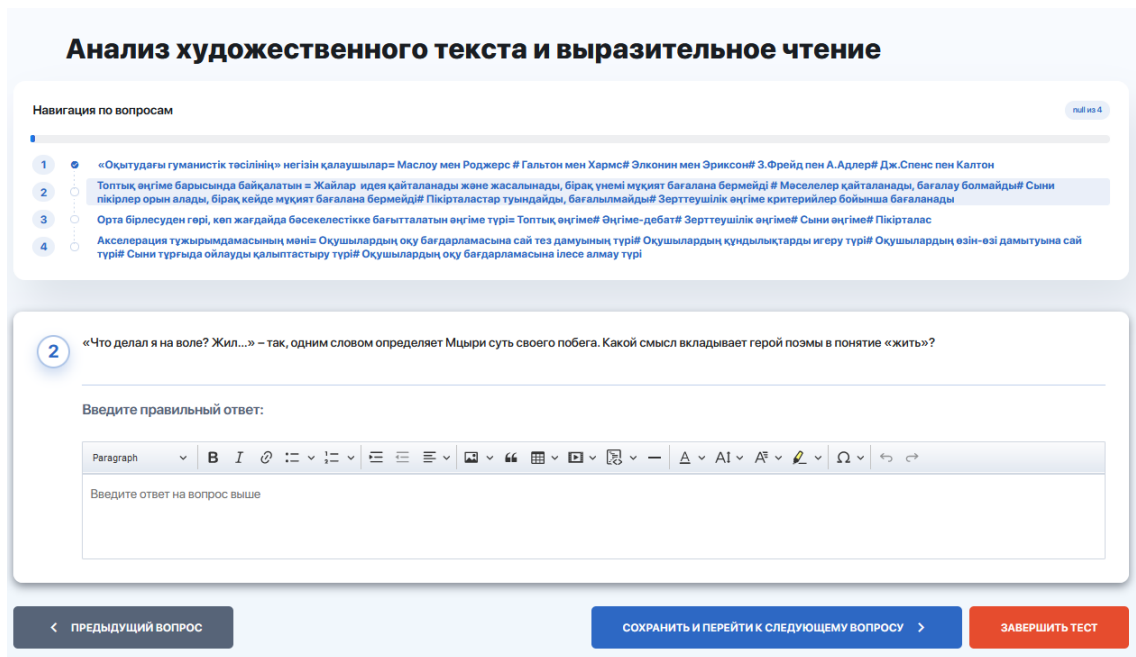 Анализ художественного текста и выразительное чтение
Навигация по вопросам
null из 4
1
«Оқытудағы гуманистік тәсілінің» негізін қалаушылар= Маслоу мен Роджерс # Гальтон мен Хармс# Элконин мен Эриксон# З.Фрейд пен А.Адлер# Дж.Спенс пен Калтон
2
Топтық әңгіме барысында байқалатын = Жайлар идея қайталанады және жасалынады, бірақ үнемі мұқият бағалана бермейді # Мәселелер қайталанады, бағалау болмайды# Сыни
пікірлер орын алады, бірақ кейде мұқият бағалана бермейді# Пікірталастар туындайды, бағалылмайды# Зерттеушілік әңгіме критерийлер бойынша бағаланады
3
Орта бірлесуден гөрі, көп жағдайда бәсекелестікке бағытталатын әңгіме түрі= Топтық әңгіме# Әңгіме-дебат# Зерттеушілік әңгіме# Сыни әңгіме# Пікірталас
4
Акселерация тұжырымдамасының мәні= Оқушылардың оқу бағдарламасына сай тез дамуының түрі# Оқушылардың құндылықтарды игеру түрі# Оқушылардың өзін-өзі дамытуына сай
түрі# Сыни тұрғыда ойлауды қалыптастыру түрі# Оқушылардың оқу бағдарламасына ілесе алмау түрі
2
«Что делал я на воле? Жил...» – так, одним словом определяет Мцыри суть своего побега. Какой смысл вкладывает герой поэмы в понятие «жить»?
Введите правильный ответ:
Paragraph
Введите ответ на вопрос выше
ПРЕДЫДУЩИЙ ВОПРОС
СОХРАНИТЬ И ПЕРЕЙТИ К СЛЕДУЮЩЕМУ ВОПРОСУ
ЗАВЕРШИТЬ ТЕСТ